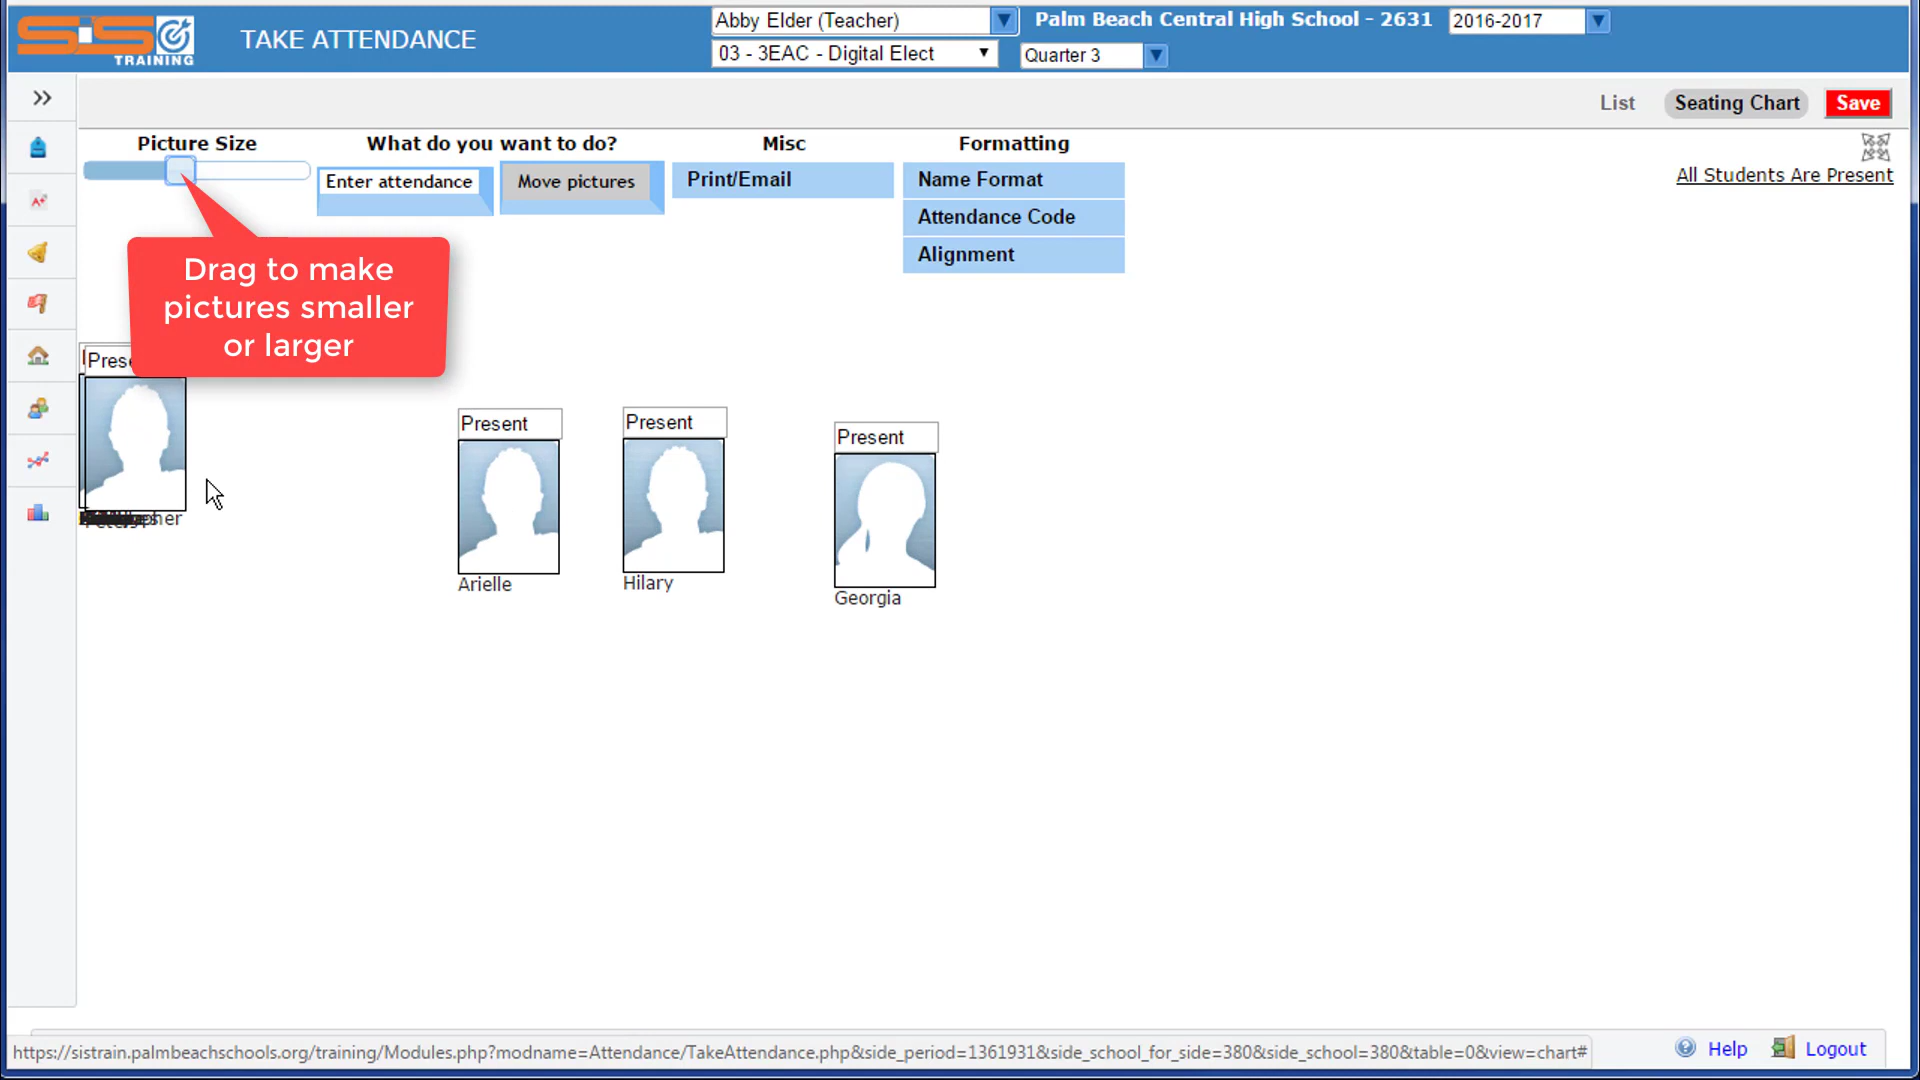 SiS
TRAINING
TAKE ATTENDANCE
Abby Elder (Teacher)
Palm Beach Central High School - 2631
2016-2017
03 - 3EAC - Digital Elect
Quarter 3
List
Seating Chart
Save
Picture Size
What do you want to do?
Misc
Formatting
Enter attendance
Move pictures
Print/Email
Name Format
Attendance Code
Alignment
All Students Are Present
Drag to make
pictures smaller
or larger
Present
Arielle
Present
Hilary
Present
Georgia
https://sistrain.palmbeachschools.org/training/Modules.php?modname=Attendance/TakeAttendance.php&side_period=1361931&side_school_for_side=380&side_school=380&table=0&view=chart#
Help
Logout